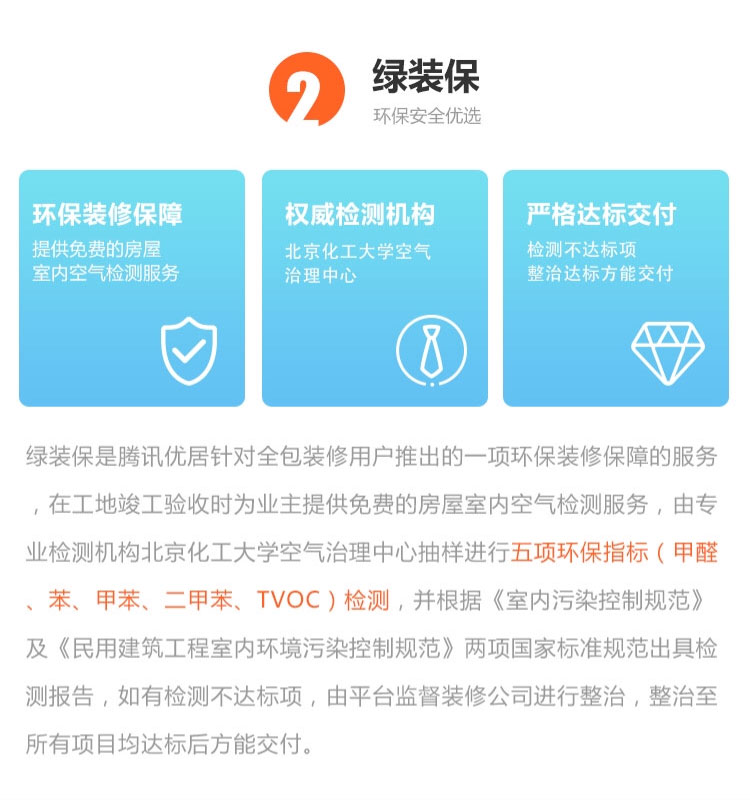 2
绿装保
环保安全优选
环保装修保障
提供免费的房屋
室内空气检测服务
权威检测机构
北京化工大学空气
治理中心
严格达标交付
检测不达标项
整治达标方能交付
绿装保是腾讯优居针对全包装修用户推出的一项环保装修保障的服务
，在工地竣工验收时为业主提供免费的房屋室内空气检测服务，由专
业检测机构北京化工大学空气治理中心抽样进行五项环保指标（甲醛
、苯、甲苯、二甲苯、TVOC）检测，并根据《室内污染控制规范》
及《民用建筑工程室内环境污染控制规范》两项国家标准规范出具检
测报告，如有检测不达标项，由平台监督装修公司进行整治，整治至
所有项目均达标后方能交付。